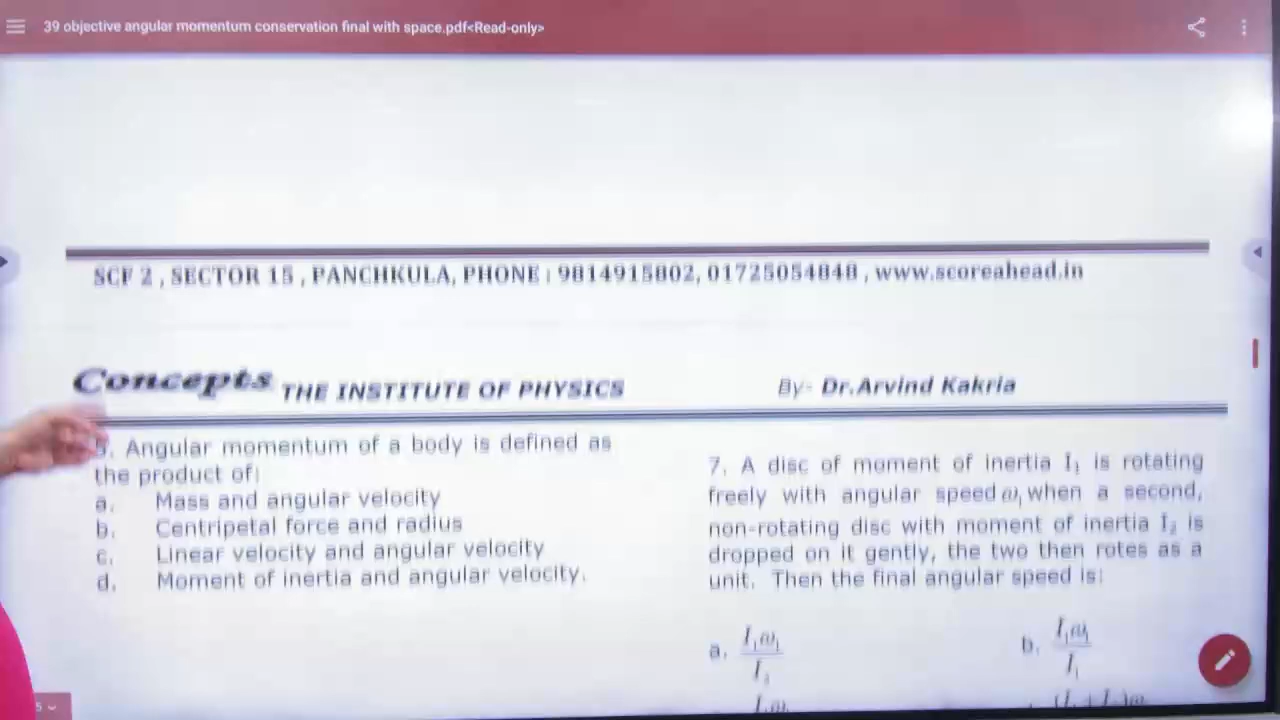 39 objective angular momentum conservation final with space.pdf<Read-only>
SCF 2 , SECTOR 15 , PANCHKULA, PHONE : 9814915802, 01725054848 , www.scoreahead.in
Concepts THE INSTITUTE OF PHYSICS By- Dr.Arvind Kakria
Angular momentum of a body is defined as
the product of:
a. Mass and angular velocity
b. Centripetal force and radius
c. Linear velocity and angular velocity
d. Moment of inertia and angular velocity.
7. A disc of moment of inertia I₁ is rotating
freely with angular speed ω₁ when a second,
non-rotating disc with moment of inertia I₂ is
dropped on it gently, the two then rotes as a
unit. Then the final angular speed is:
a. I₁ω₁
b. I₁ω₁
I₁
5